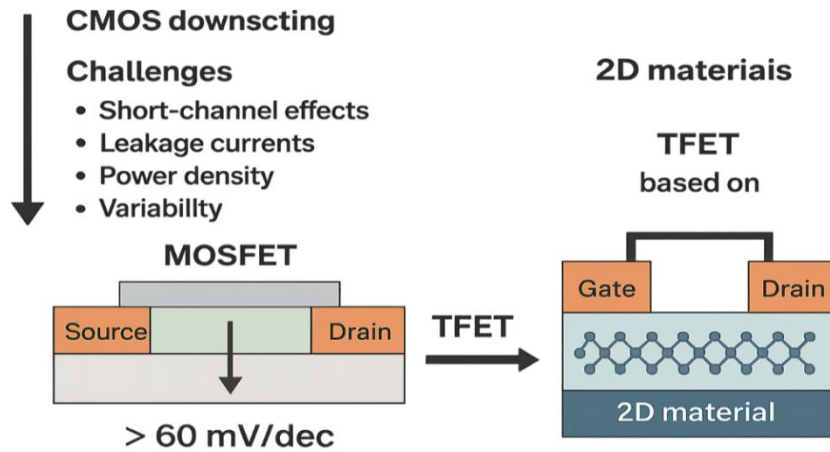 CMOS downscting
Challenges
• Short-channel effects
• Leakage currents
• Power density
• Variabillty
MOSFET
Source
Drain
> 60 mV/dec
TFET
2D materiais
TFET
based on
Gate
Drain
2D material